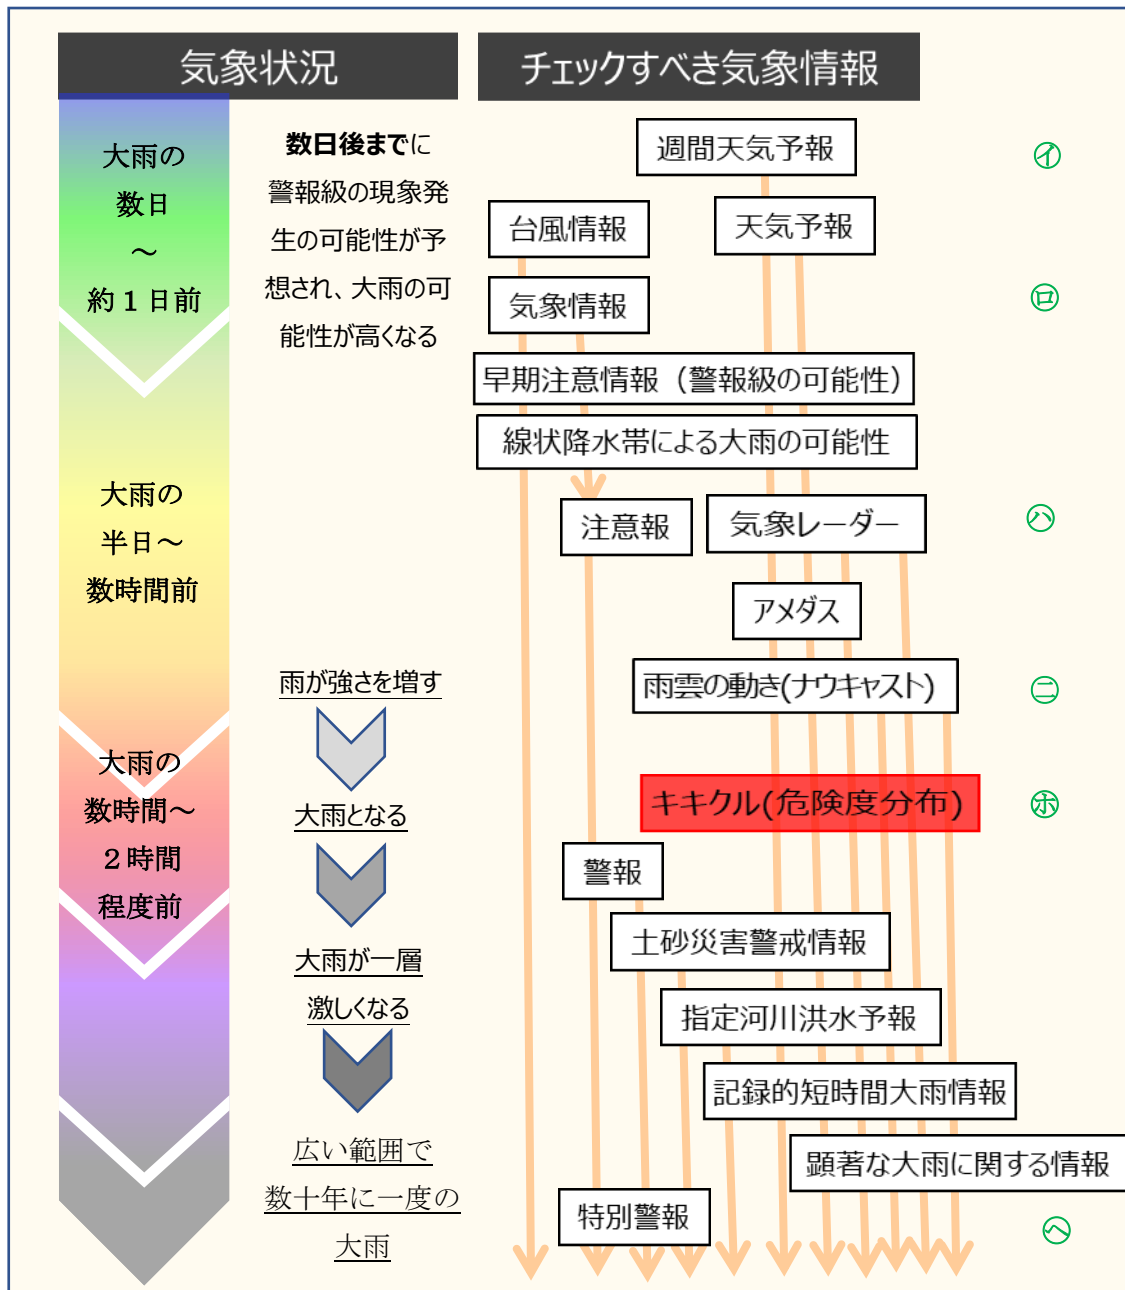 気象状況
チェックすべき気象情報
大雨の
数日
～
約１日前
数日後までに
警報級の現象発
生の可能性が予
想され、大雨の可
能性が高くなる
週間天気予報
㋑
台風情報
天気予報
気象情報
㋺
早期注意情報（警報級の可能性）
線状降水帯による大雨の可能性
大雨の
半日～
数時間前
注意報
気象レーダー
㋩
アメダス
雨が強さを増す
雨雲の動き(ナウキャスト)
㋥
大雨の
数時間～
２時間
程度前
大雨となる
キキクル(危険度分布)
㋭
警報
大雨が一層
激しくなる
土砂災害警戒情報
指定河川洪水予報
記録的短時間大雨情報
顕著な大雨に関する情報
広い範囲で
数十年に一度の
大雨
特別警報
㋬